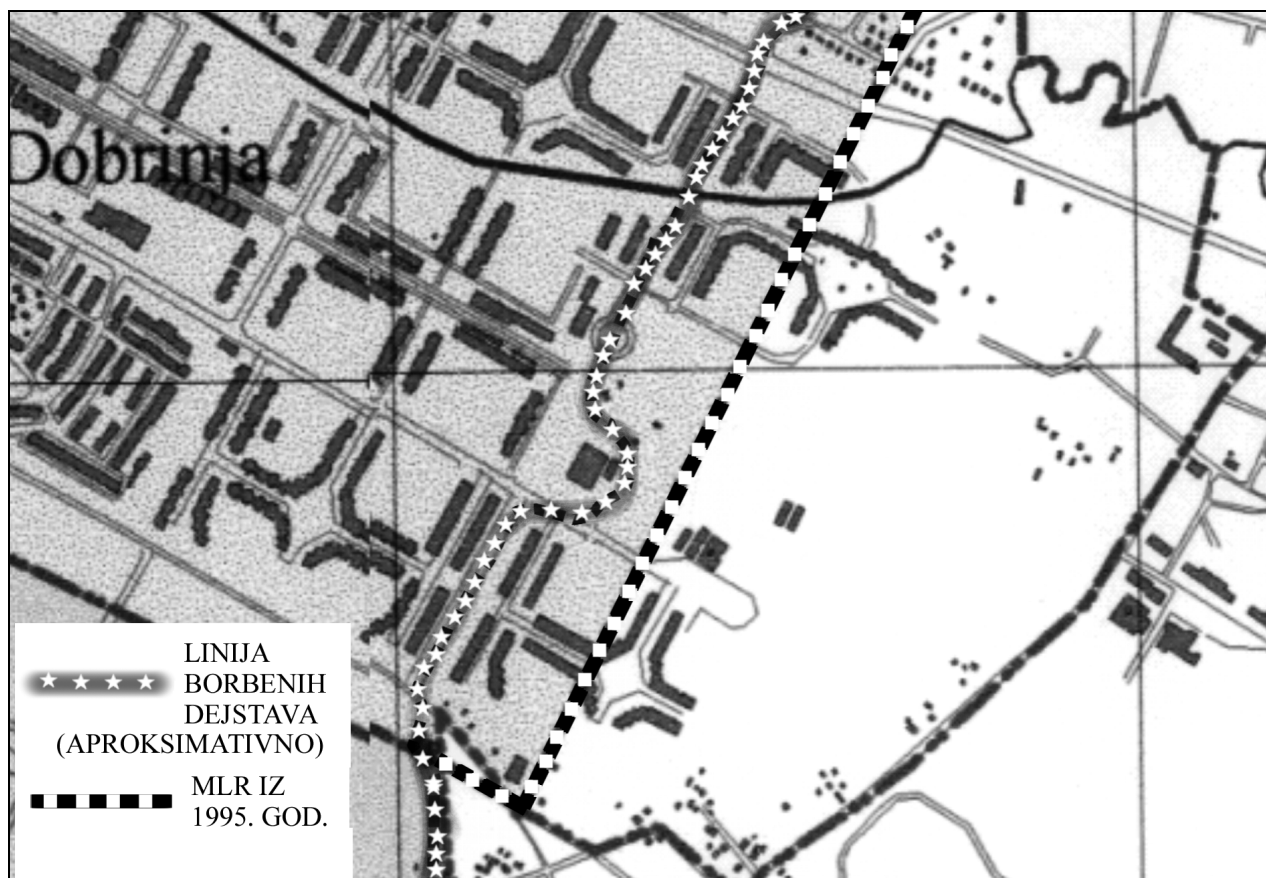 Dobrinja
LINIJA
BORBENIH
DEJSTAVA
(APROKSIMATIVNO)
MLR IZ
1995. GOD.